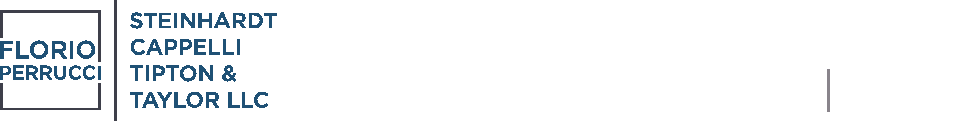 FLORIO
PERRUCCI
STEINHARDT
CAPPELLI
TIPTON &
TAYLOR LLC